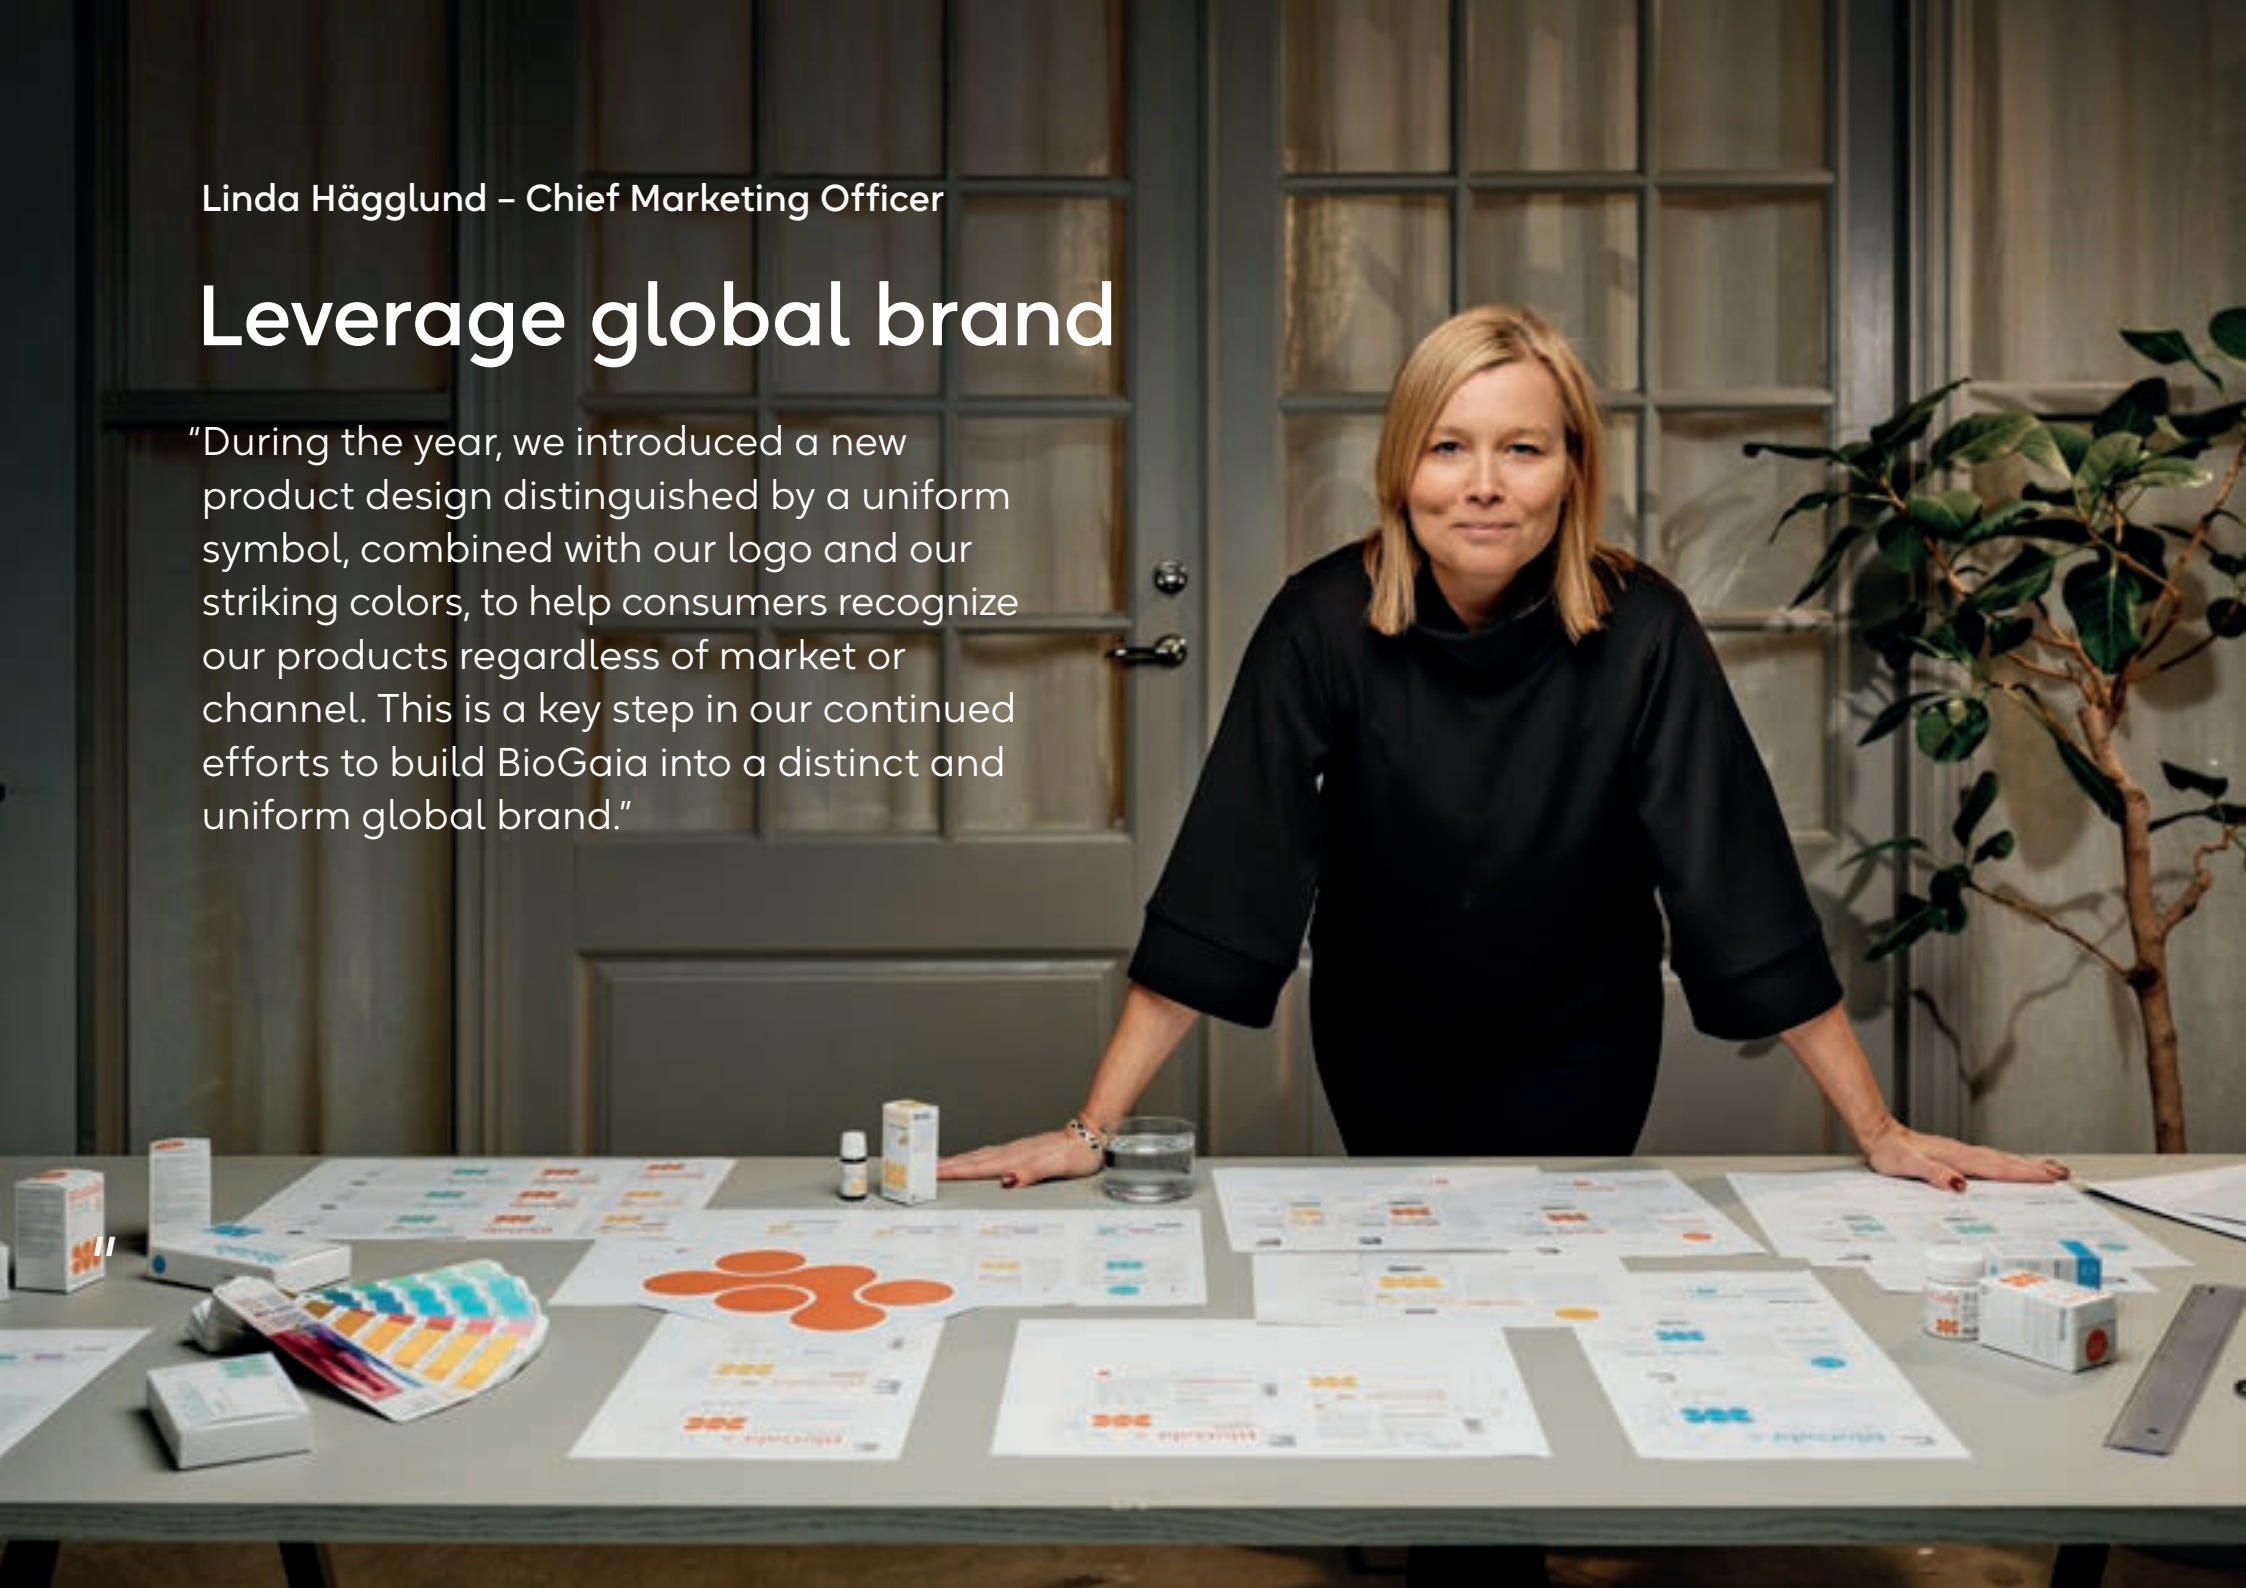 Linda Hägglund – Chief Marketing Officer
Leverage global brand
“During the year, we introduced a new
product design distinguished by a uniform
symbol, combined with our logo and our
striking colors, to help consumers recognize
our products regardless of market or
channel. This is a key step in our continued
efforts to build BioGaia into a distinct and
uniform global brand.”
"